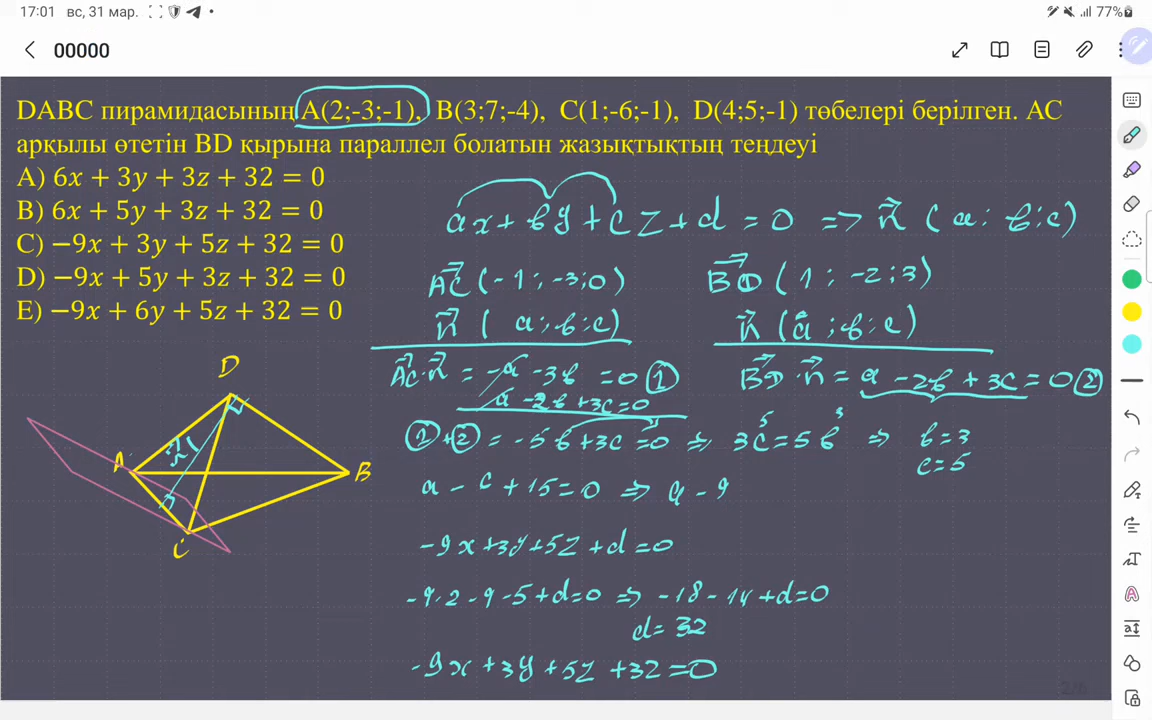 17:01 вс, 31 мар. 77%
00000
DABC пирамидасының A(2;-3;-1), B(3;7;-4), C(1;-6;-1), D(4;5;-1) төбелері берілген. AC
арқылы өтетін BD қырына параллел болатын жазықтықтың теңдеуі
A) 6x + 3y + 3z + 32 = 0
B) 6x + 5y + 3z + 32 = 0
C) −9x + 3y + 5z + 32 = 0
D) −9x + 5y + 3z + 32 = 0
E) −9x + 6y + 5z + 32 = 0
ax + by + cz + d = 0 => n (a; b; c)
AC (-1; -3; 0) BD (1; -2; 3)
n (a; b; c) n (a; b; c)
AC · n = -a - 3b = 0 ① BD · n = a - 2b + 3c = 0 ②
a - 2b + 3c = 0
① + ② = -5b + 3c = 0 => 3c = 5b => b = 3
5 3
c = 5
a - 6 + 15 = 0 => a - 9
-9x + 3y + 5z + d = 0
-9·2 - 9 - 5 + d = 0 => -18 - 14 + d = 0
d = 32
-9x + 3y + 5z + 32 = 0
D
A
B
C